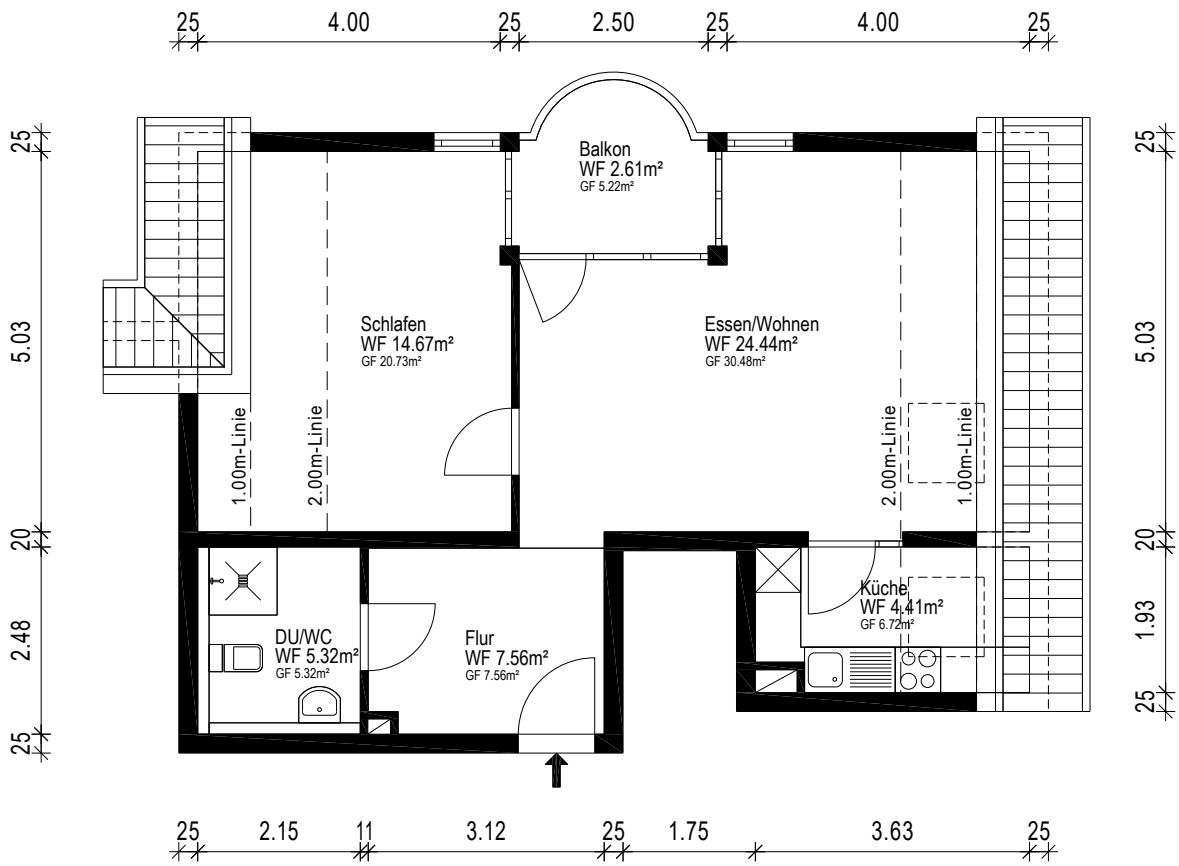 25 4.00 25 2.50 25 4.00 25
25
5.03
20
2.48
25
Balkon
WF 2.61m²
GF 5.22m²
Schlafen
WF 14.67m²
GF 20.73m²
Essen/Wohnen
WF 24.44m²
GF 30.48m²
1.00m-Linie
2.00m-Linie
2.00m-Linie
1.00m-Linie
DU/WC
WF 5.32m²
GF 5.32m²
Flur
WF 7.56m²
GF 7.56m²
Küche
WF 4.41m²
GF 6.72m²
25
5.03
20
1.93
25
25 2.15 11 3.12 25 1.75 3.63 25